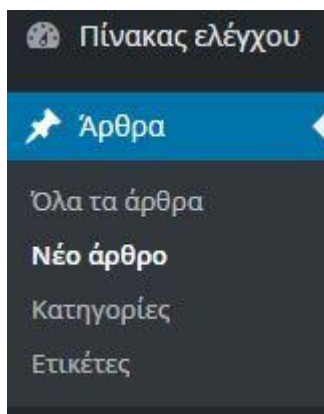 Πίνακας ελέγχου
Άρθρα
Όλα τα άρθρα
Νέο άρθρο
Κατηγορίες
Ετικέτες